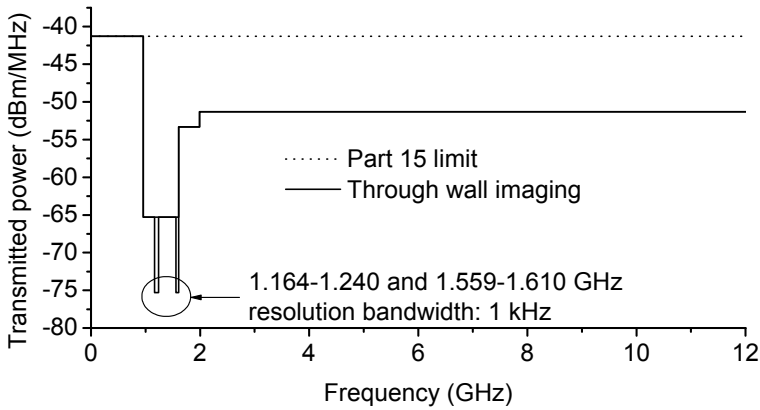 Transmitted power (dBm/MHz)
-40
-45
-50
-55
-60
-65
-70
-75
-80
Part 15 limit
Through wall imaging
1.164-1.240 and 1.559-1.610 GHz
resolution bandwidth: 1 kHz
0 2 4 6 8 10 12
Frequency (GHz)